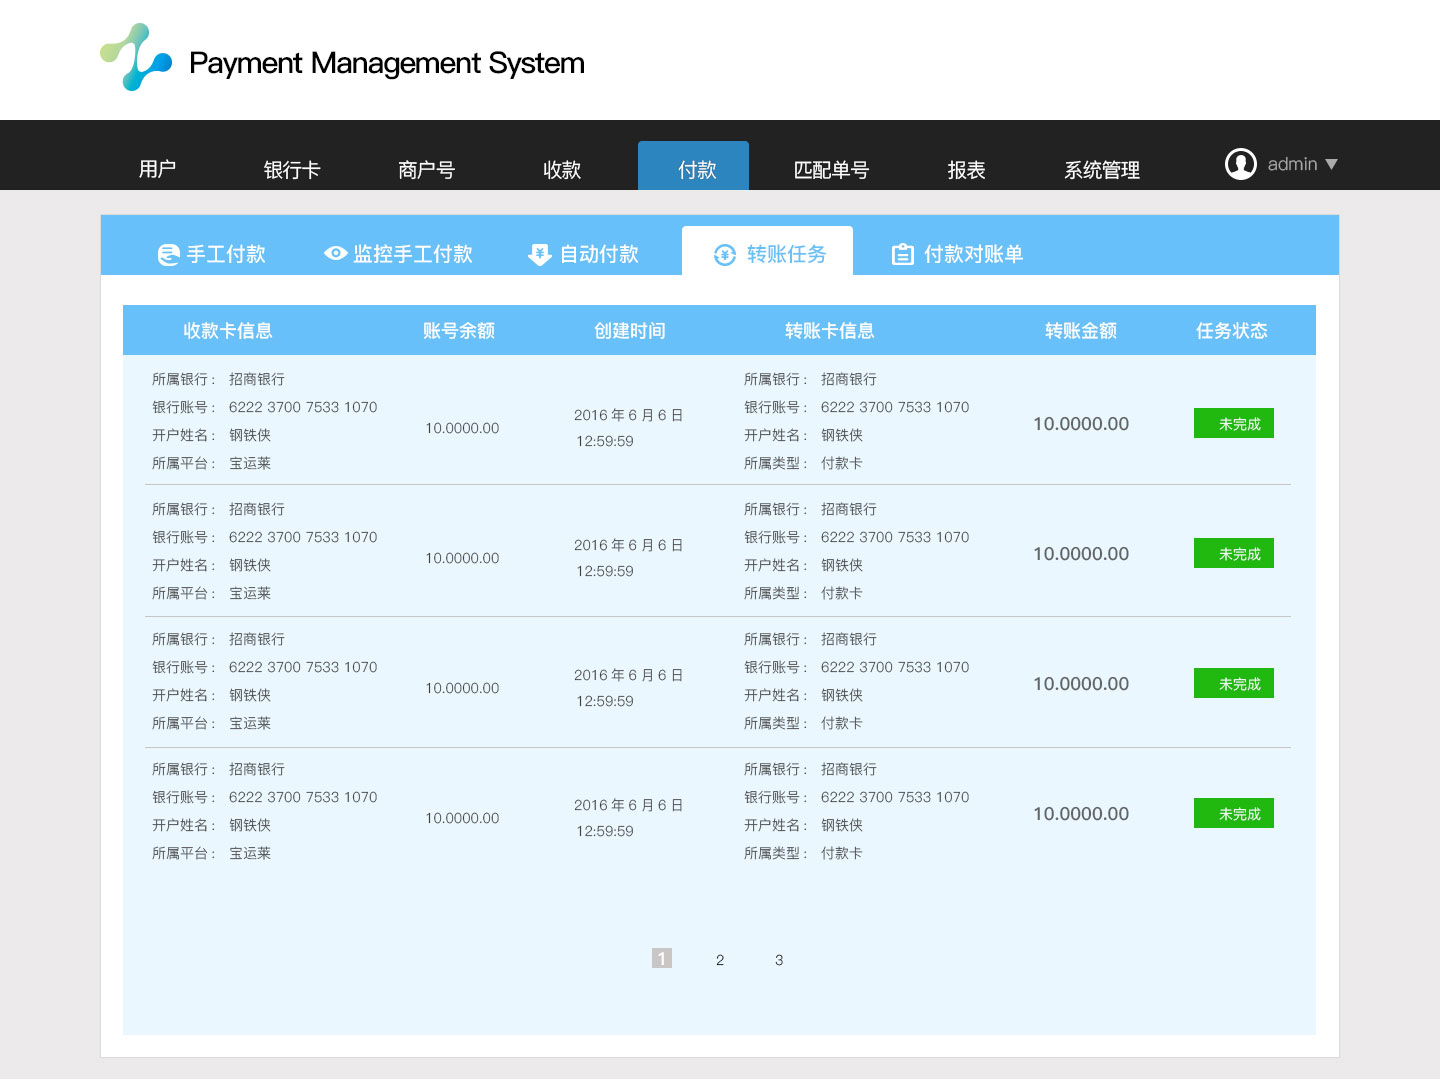 Payment Management System
用户 银行卡 商户号 收款 付款 匹配单号 报表 系统管理 admin
手工付款 监控手工付款 自动付款 转账任务 付款对账单
收款卡信息 账号余额 创建时间 转账卡信息 转账金额 任务状态
所属银行： 招商银行
银行账号： 6222 3700 7533 1070
开户姓名： 钢铁侠
所属平台： 宝运莱
10.0000.00
2016 年 6 月 6 日
12:59:59
所属银行： 招商银行
银行账号： 6222 3700 7533 1070
开户姓名： 钢铁侠
所属类型： 付款卡
10.0000.00
未完成
所属银行： 招商银行
银行账号： 6222 3700 7533 1070
开户姓名： 钢铁侠
所属平台： 宝运莱
10.0000.00
2016 年 6 月 6 日
12:59:59
所属银行： 招商银行
银行账号： 6222 3700 7533 1070
开户姓名： 钢铁侠
所属类型： 付款卡
10.0000.00
未完成
所属银行： 招商银行
银行账号： 6222 3700 7533 1070
开户姓名： 钢铁侠
所属平台： 宝运莱
10.0000.00
2016 年 6 月 6 日
12:59:59
所属银行： 招商银行
银行账号： 6222 3700 7533 1070
开户姓名： 钢铁侠
所属类型： 付款卡
10.0000.00
未完成
所属银行： 招商银行
银行账号： 6222 3700 7533 1070
开户姓名： 钢铁侠
所属平台： 宝运莱
10.0000.00
2016 年 6 月 6 日
12:59:59
所属银行： 招商银行
银行账号： 6222 3700 7533 1070
开户姓名： 钢铁侠
所属类型： 付款卡
10.0000.00
未完成
1 2 3